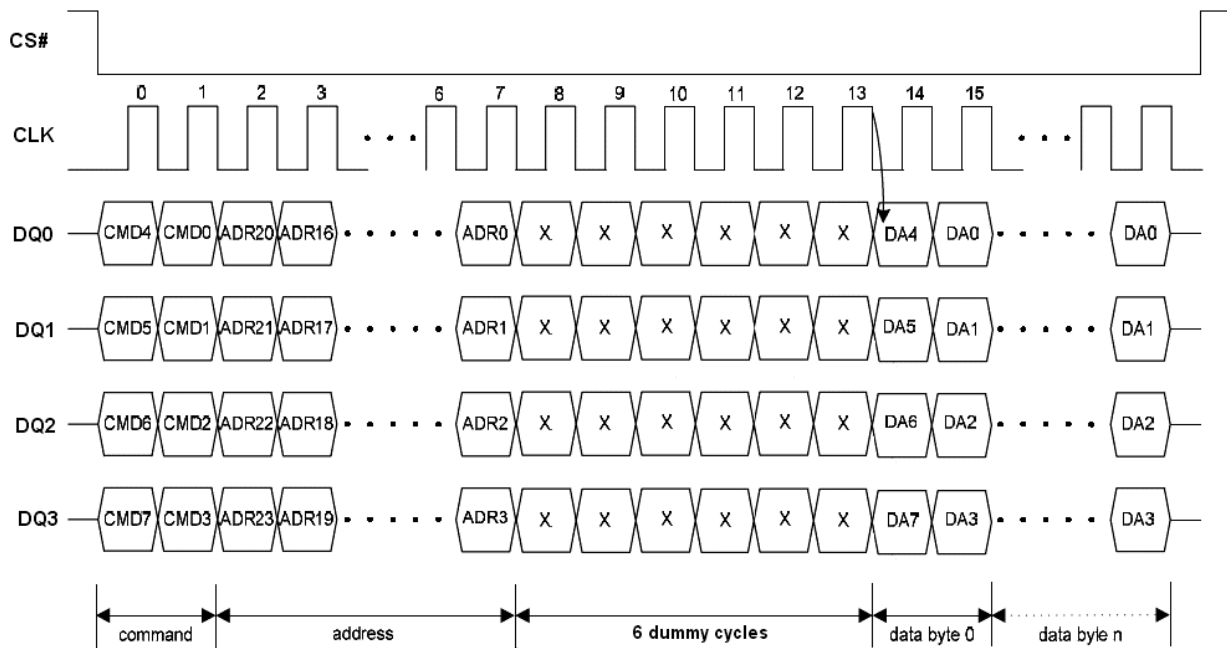 CS#
0 1 2 3 6 7 8 9 10 11 12 13 14 15
CLK
DQ0 CMD4 CMD0 ADR20 ADR16 ADR0 X X X X X X DA4 DA0 DA0
DQ1 CMD5 CMD1 ADR21 ADR17 ADR1 X X X X X X DA5 DA1 DA1
DQ2 CMD6 CMD2 ADR22 ADR18 ADR2 X X X X X X DA6 DA2 DA2
DQ3 CMD7 CMD3 ADR23 ADR19 ADR3 X X X X X X DA7 DA3 DA3
command address 6 dummy cycles data byte 0 data byle n